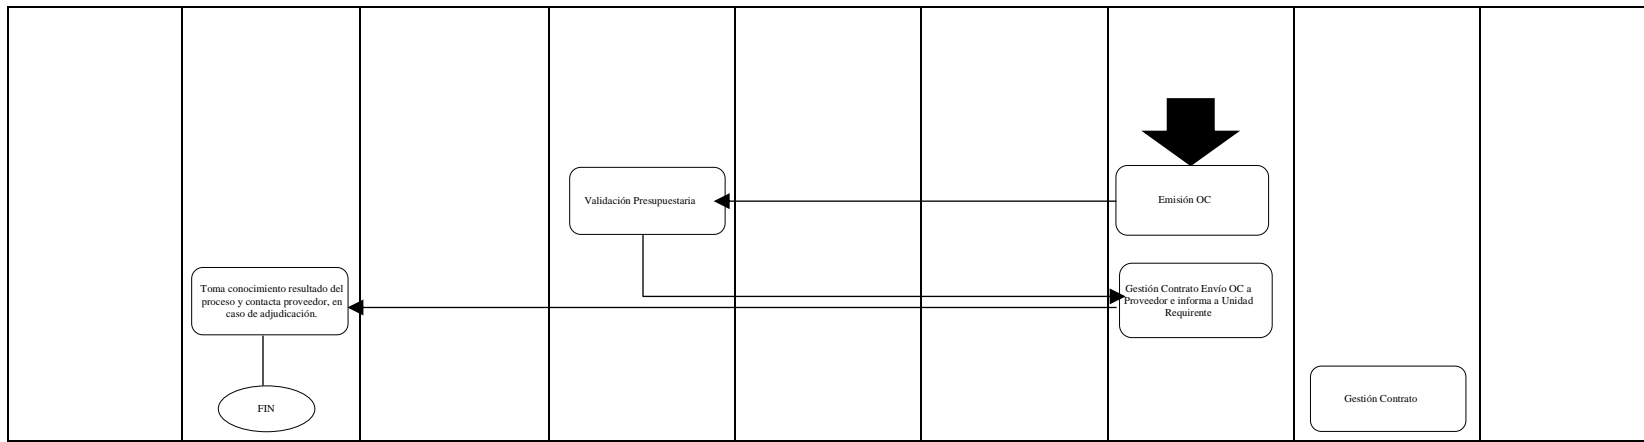 Validación Presupuestaria
Emisión OC
Toma conocimiento resultado del
proceso y contacta proveedor, en
caso de adjudicación.
Gestión Contrato Envío OC a
Proveedor e informa a Unidad
Requirente
FIN
Gestión Contrato